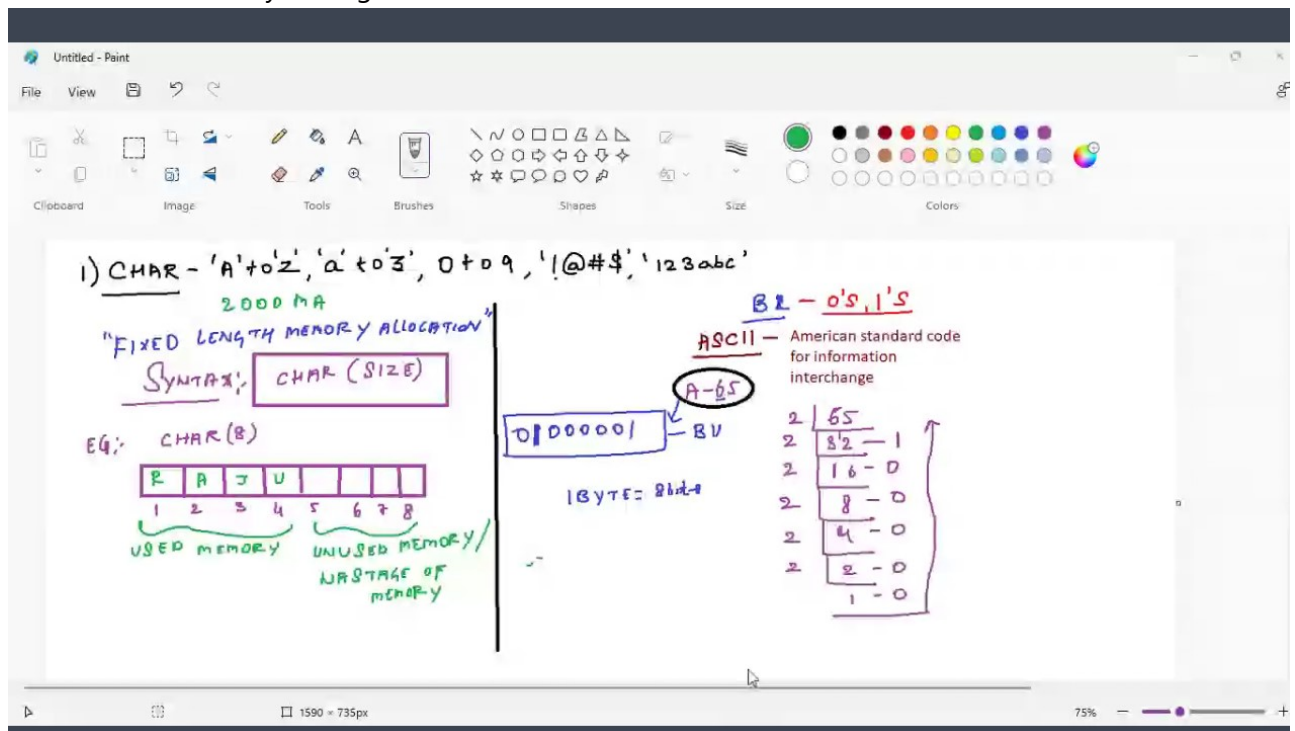 Untitled - Paint
File View
Clipboard Image Tools Brushes Shapes Size Colors
1) CHAR - 'A' to 'Z', 'a' to 'z', 0 to 9, '!@#$', '123abc'
2000 MA
"FIXED LENGTH MEMORY ALLOCATION"
SYNTAX: CHAR (SIZE)
EG: CHAR (8)
R A J U
1 2 3 4 5 6 7 8
USED MEMORY
UNUSED MEMORY/
WASTAGE OF
MEMORY
- 0'S, 1'S
ASCII - American standard code
for information
interchange
A-65
01000001 - BV
1BYTE = 8bits
2 65
2 32 - 1
2 16 - 0
2 8 - 0
2 4 - 0
2 2 - 0
1 - 0
1590 × 735px
75%